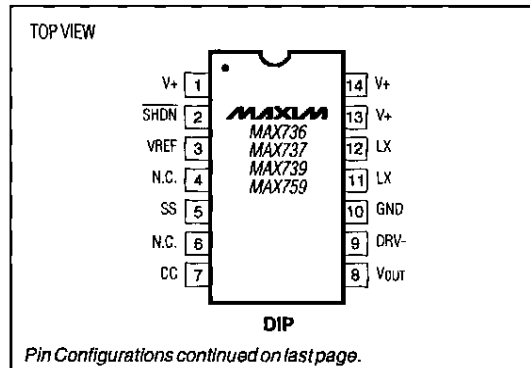 TOP VIEW
V+ 1 14 V+
SHDN 2 MAXIM 13 V+
VREF 3 MAX736 12 LX
MAX737
N.C. 4 MAX739 11 LX
MAX759
SS 5 10 GND
N.C. 6 9 DRV-
CC 7 8 VOUT
DIP
Pin Configurations continued on last page.